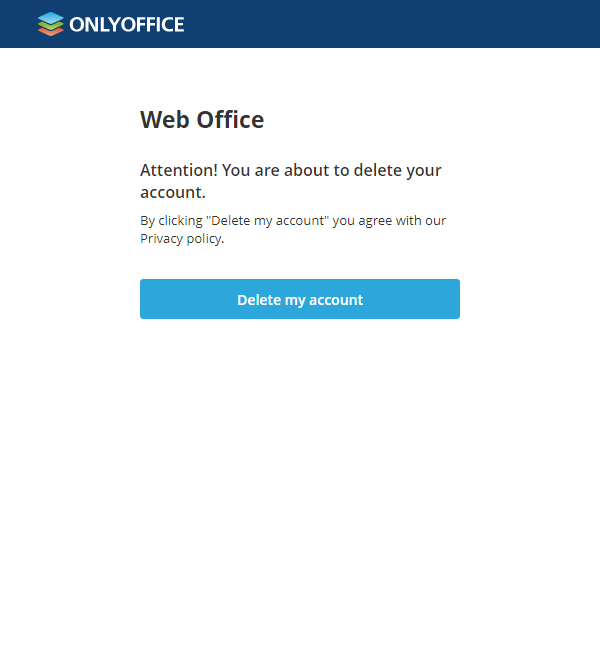 ONLYOFFICE
Web Office
Attention! You are about to delete your
account.
By clicking "Delete my account" you agree with our
Privacy policy.
Delete my account